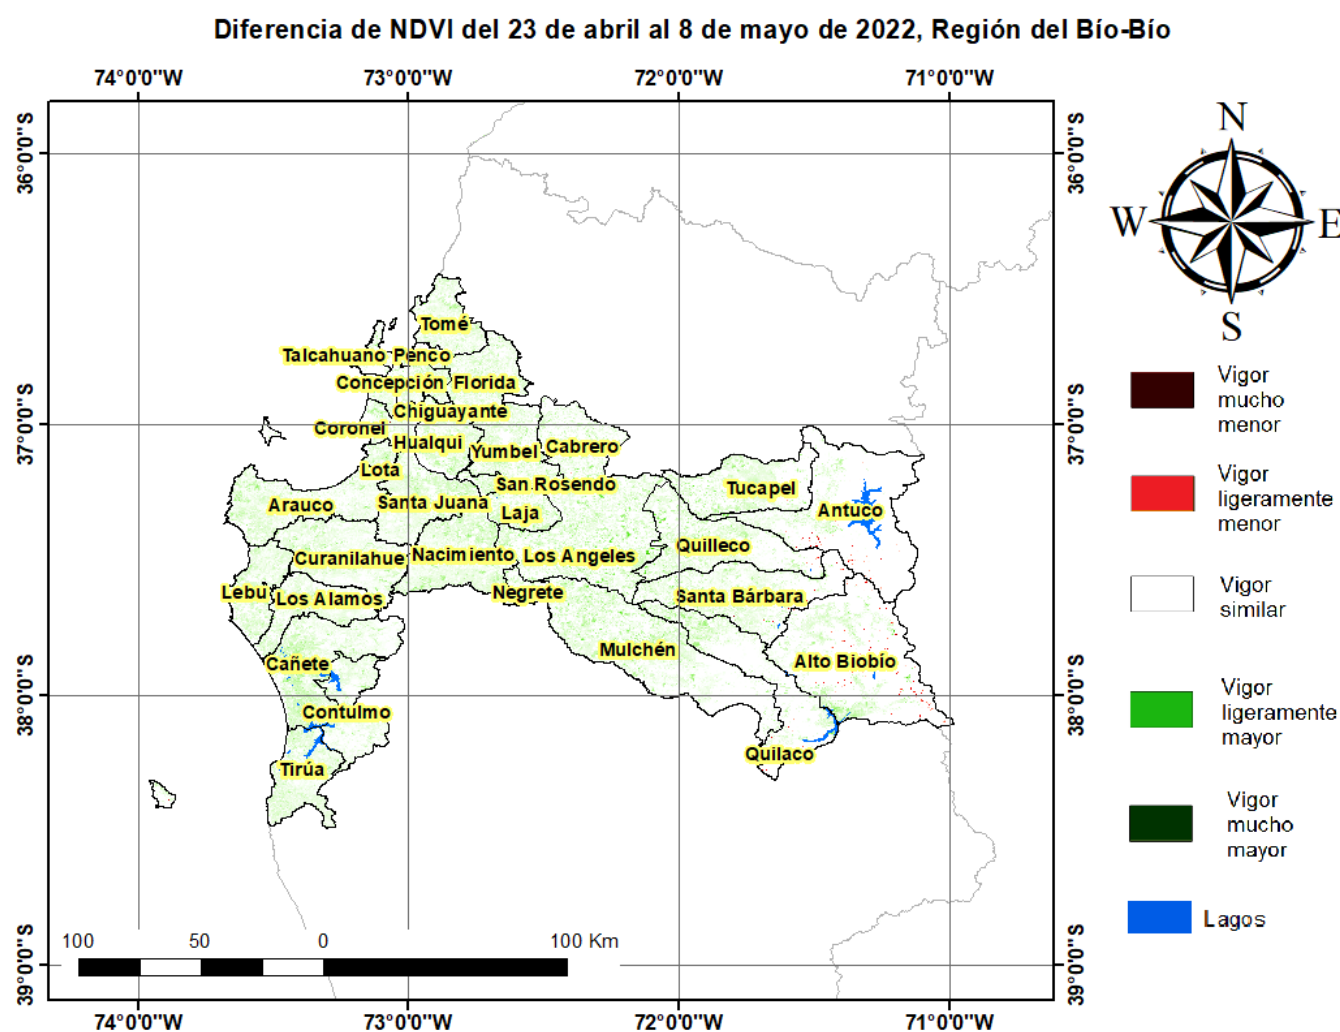 Diferencia de NDVI del 23 de abril al 8 de mayo de 2022, Región del Bío-Bío
74°0'0"W 73°0'0"W 72°0'0"W 71°0'0"W
36°0'0"S 36°0'0"S
N
W E
S
Tomé
Talcahuano Penco
Concepción Florida
Chiguayante
Coronel
Hualqui
Yumbel Cabrero
37°0'0"S 37°0'0"S
Lota
San Rosendo
Tucapel
Arauco
Santa Juana
Laja
Antuco
Curanilahue Nacimiento Los Angeles
Quilleco
Lebu Los Alamos
Negrete
Santa Bárbara
Mulchén
Cañete
Alto Biobío
38°0'0"S 38°0'0"S
Contulmo
Quilaco
Tirúa
Vigor
mucho
menor
Vigor
ligeramente
menor
Vigor
similar
Vigor
ligeramente
mayor
Vigor
mucho
mayor
Lagos
100 50 0 100 Km
39°0'0"S 39°0'0"S
74°0'0"W 73°0'0"W 72°0'0"W 71°0'0"W